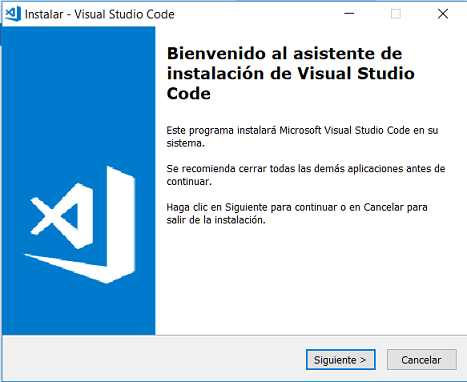 Instalar - Visual Studio Code
Bienvenido al asistente de
instalación de Visual Studio
Code
Este programa instalará Microsoft Visual Studio Code en su
sistema.
Se recomienda cerrar todas las demás aplicaciones antes de
continuar.
Haga clic en Siguiente para continuar o en Cancelar para
salir de la instalación.
Siguiente >
Cancelar